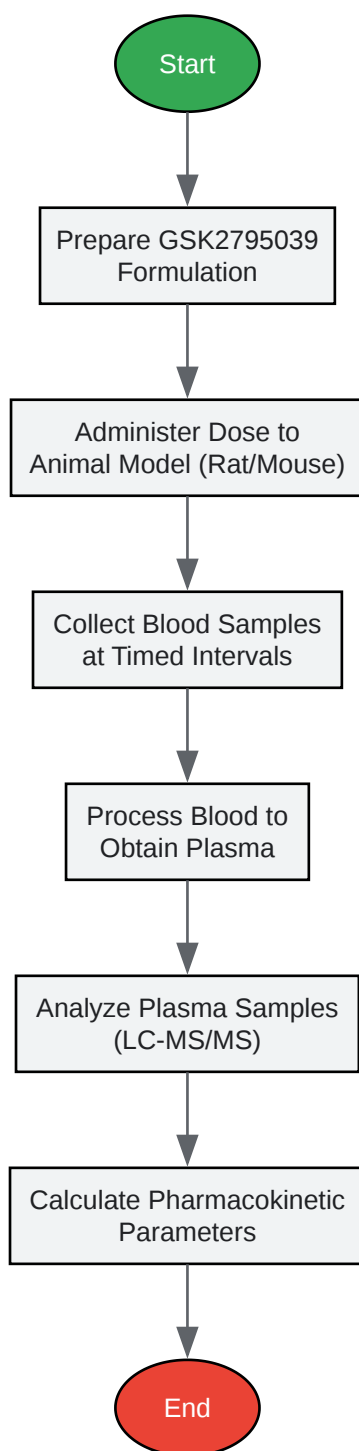 Start
Prepare GSK2795039
Formulation
Administer Dose to
Animal Model (Rat/Mouse)
Collect Blood Samples
at Timed Intervals
Process Blood to
Obtain Plasma
Analyze Plasma Samples
(LC-MS/MS)
Calculate Pharmacokinetic
Parameters
End